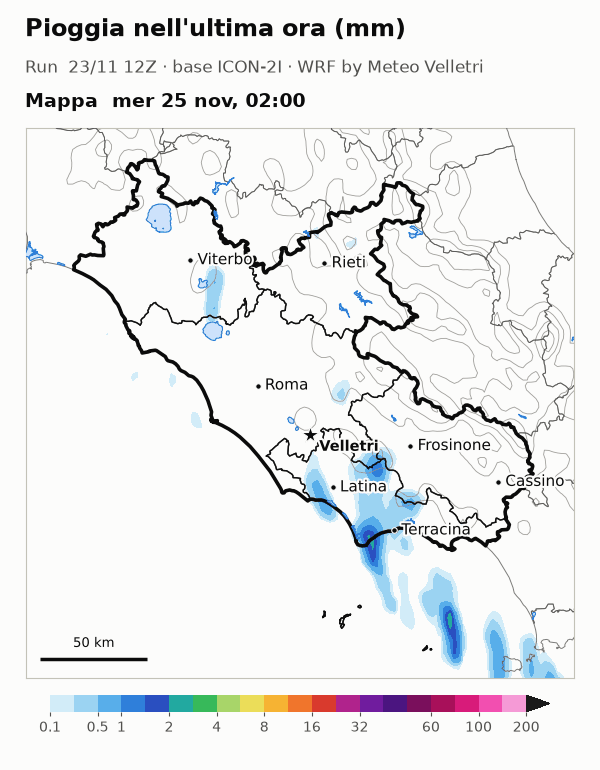 Pioggia nell'ultima ora (mm)
Run  23/11 12Z · base ICON-2I · WRF by Meteo Velletri
Mappa  mer 25 nov, 02:00
Viterbo
Rieti
Roma
Velletri
Frosinone
Latina
Cassino
Terracina
50 km
0.1 0.5 1 2 4 8 16 32 60 100 200